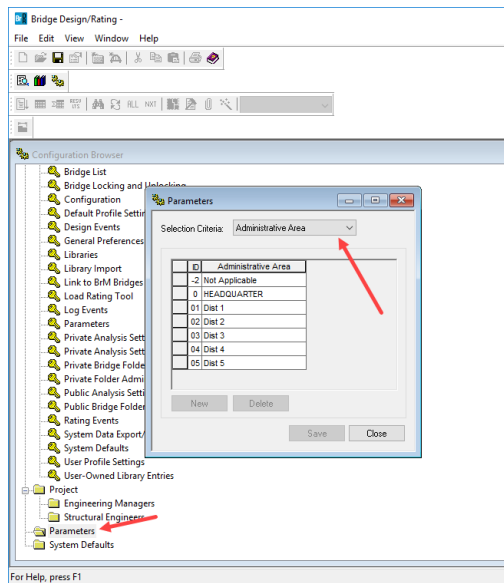 Bridge Design/Rating -
File Edit View Window Help
ALL NXT
Configuration Browser
Bridge List
Bridge Locking and Unlocking
Configuration
Default Profile Settin
Design Events
General Preferences
Libraries
Library Import
Link to BrM Bridges
Load Rating Tool
Log Events
Parameters
Private Analysis Sett
Private Analysis Sett
Private Bridge Folde
Private Folder Admi
Public Analysis Setti
Public Bridge Folder
Rating Events
System Data Export/
System Defaults
User Profile Settings
User-Owned Library Entries
Project
Engineering Managers
Structural Engineers
Parameters
System Defaults
Parameters
Selection Criteria: Administrative Area
ID Administrative Area
-2 Not Applicable
0 HEADQUARTER
01 Dist 1
02 Dist 2
03 Dist 3
04 Dist 4
05 Dist 5
New Delete
Save Close
For Help, press F1